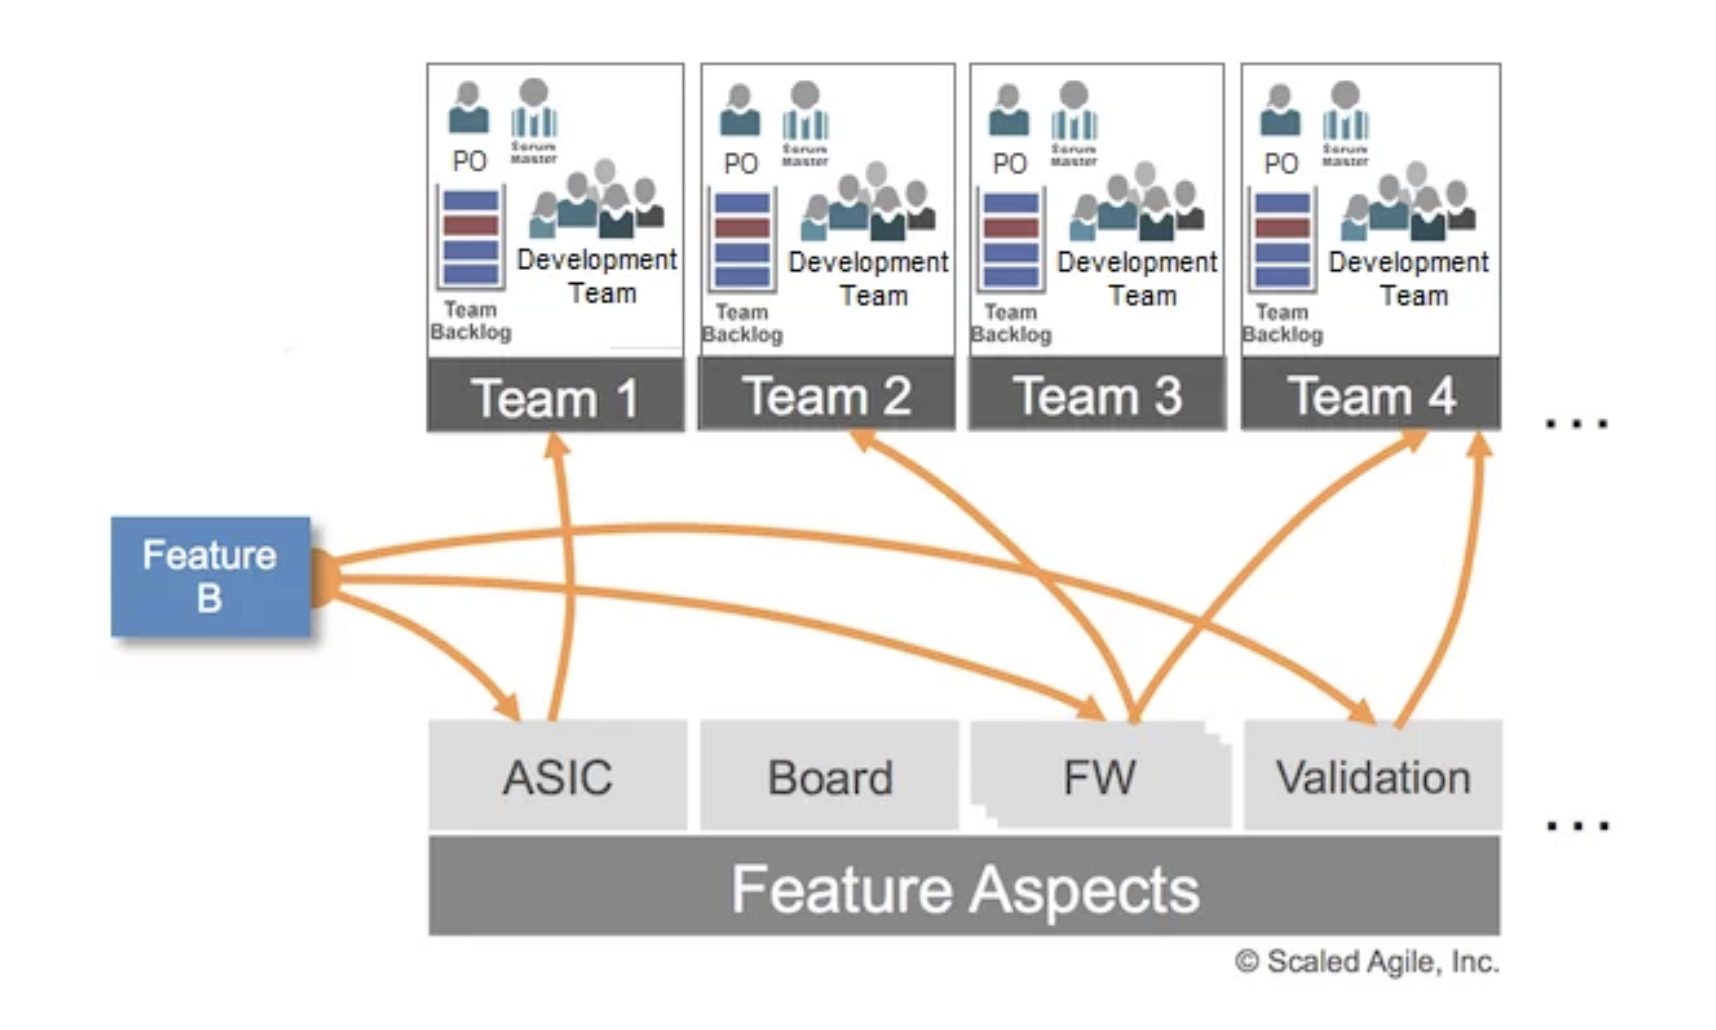 PO
Scrum
Master
Development
Team
Team
Backlog
Team 1
PO
Scrum
Master
Development
Team
Team
Backlog
Team 2
PO
Scrum
Master
Development
Team
Team
Backlog
Team 3
PO
Scrum
Master
Development
Team
Team
Backlog
Team 4
...
Feature
B
ASIC
Board
FW
Validation
...
Feature Aspects
© Scaled Agile, Inc.